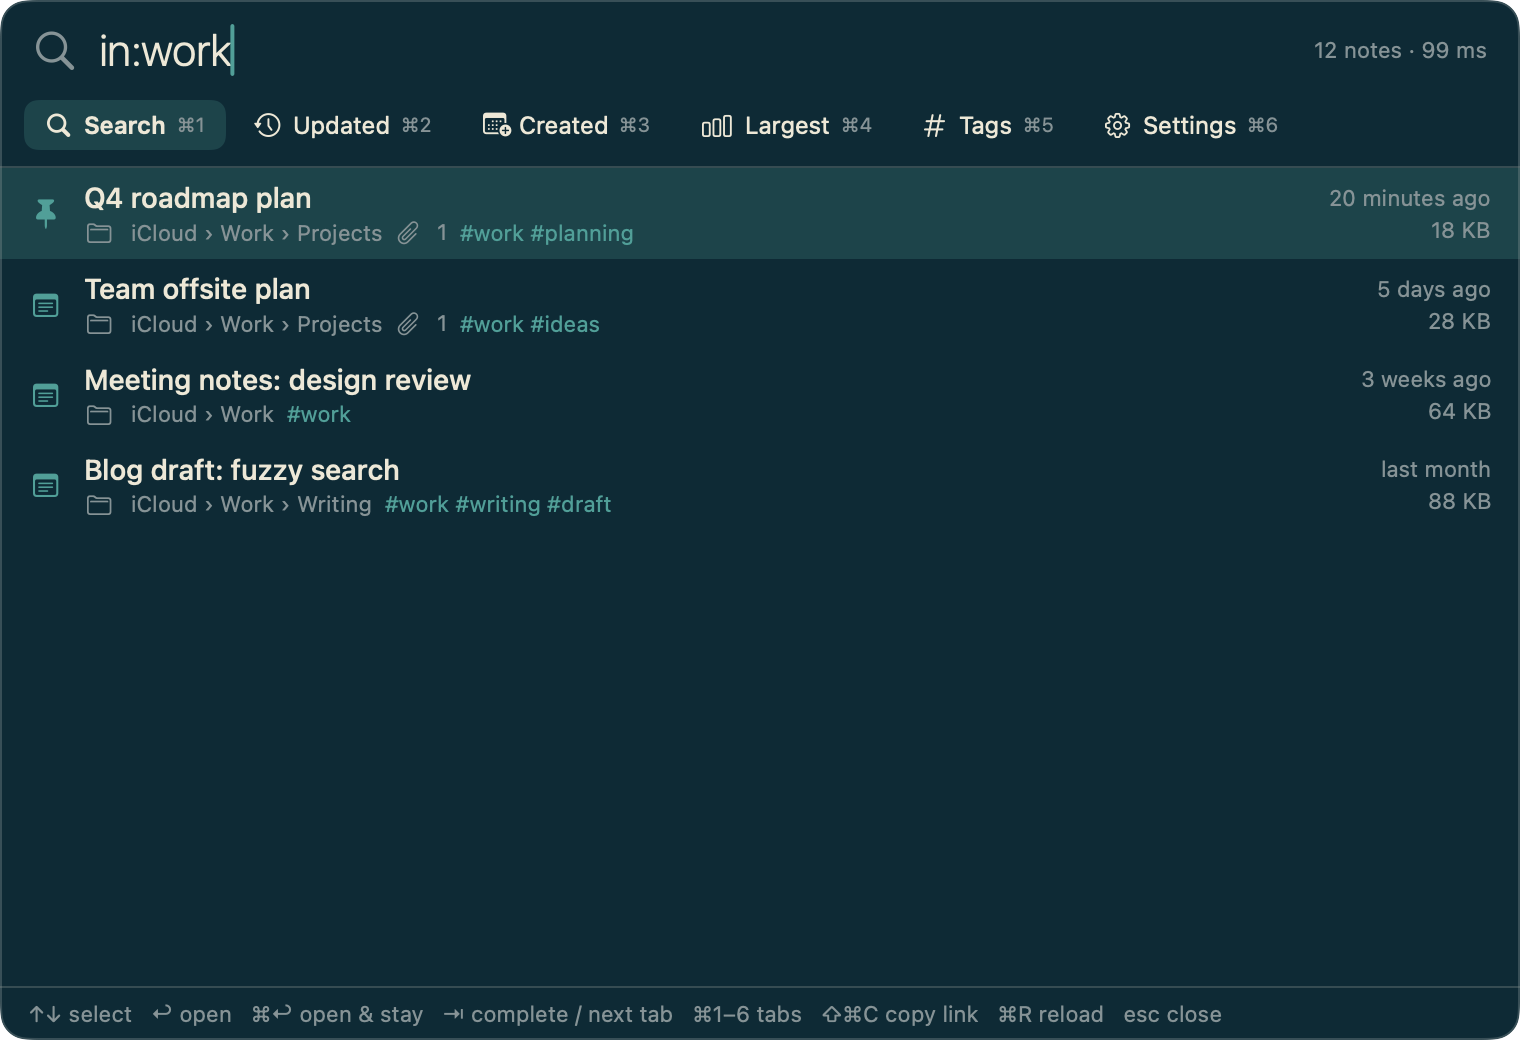 in:work
12 notes · 99 ms
Search ⌘1 Updated ⌘2 Created ⌘3 Largest ⌘4 # Tags ⌘5 Settings ⌘6
Q4 roadmap plan
20 minutes ago
iCloud › Work › Projects 1 #work #planning
18 KB
Team offsite plan
5 days ago
iCloud › Work › Projects 1 #work #ideas
28 KB
Meeting notes: design review
3 weeks ago
iCloud › Work #work
64 KB
Blog draft: fuzzy search
last month
iCloud › Work › Writing #work #writing #draft
88 KB
↑↓ select ↩ open ⌘↩ open & stay ⇥ complete / next tab ⌘1–6 tabs ⇧⌘C copy link ⌘R reload esc close